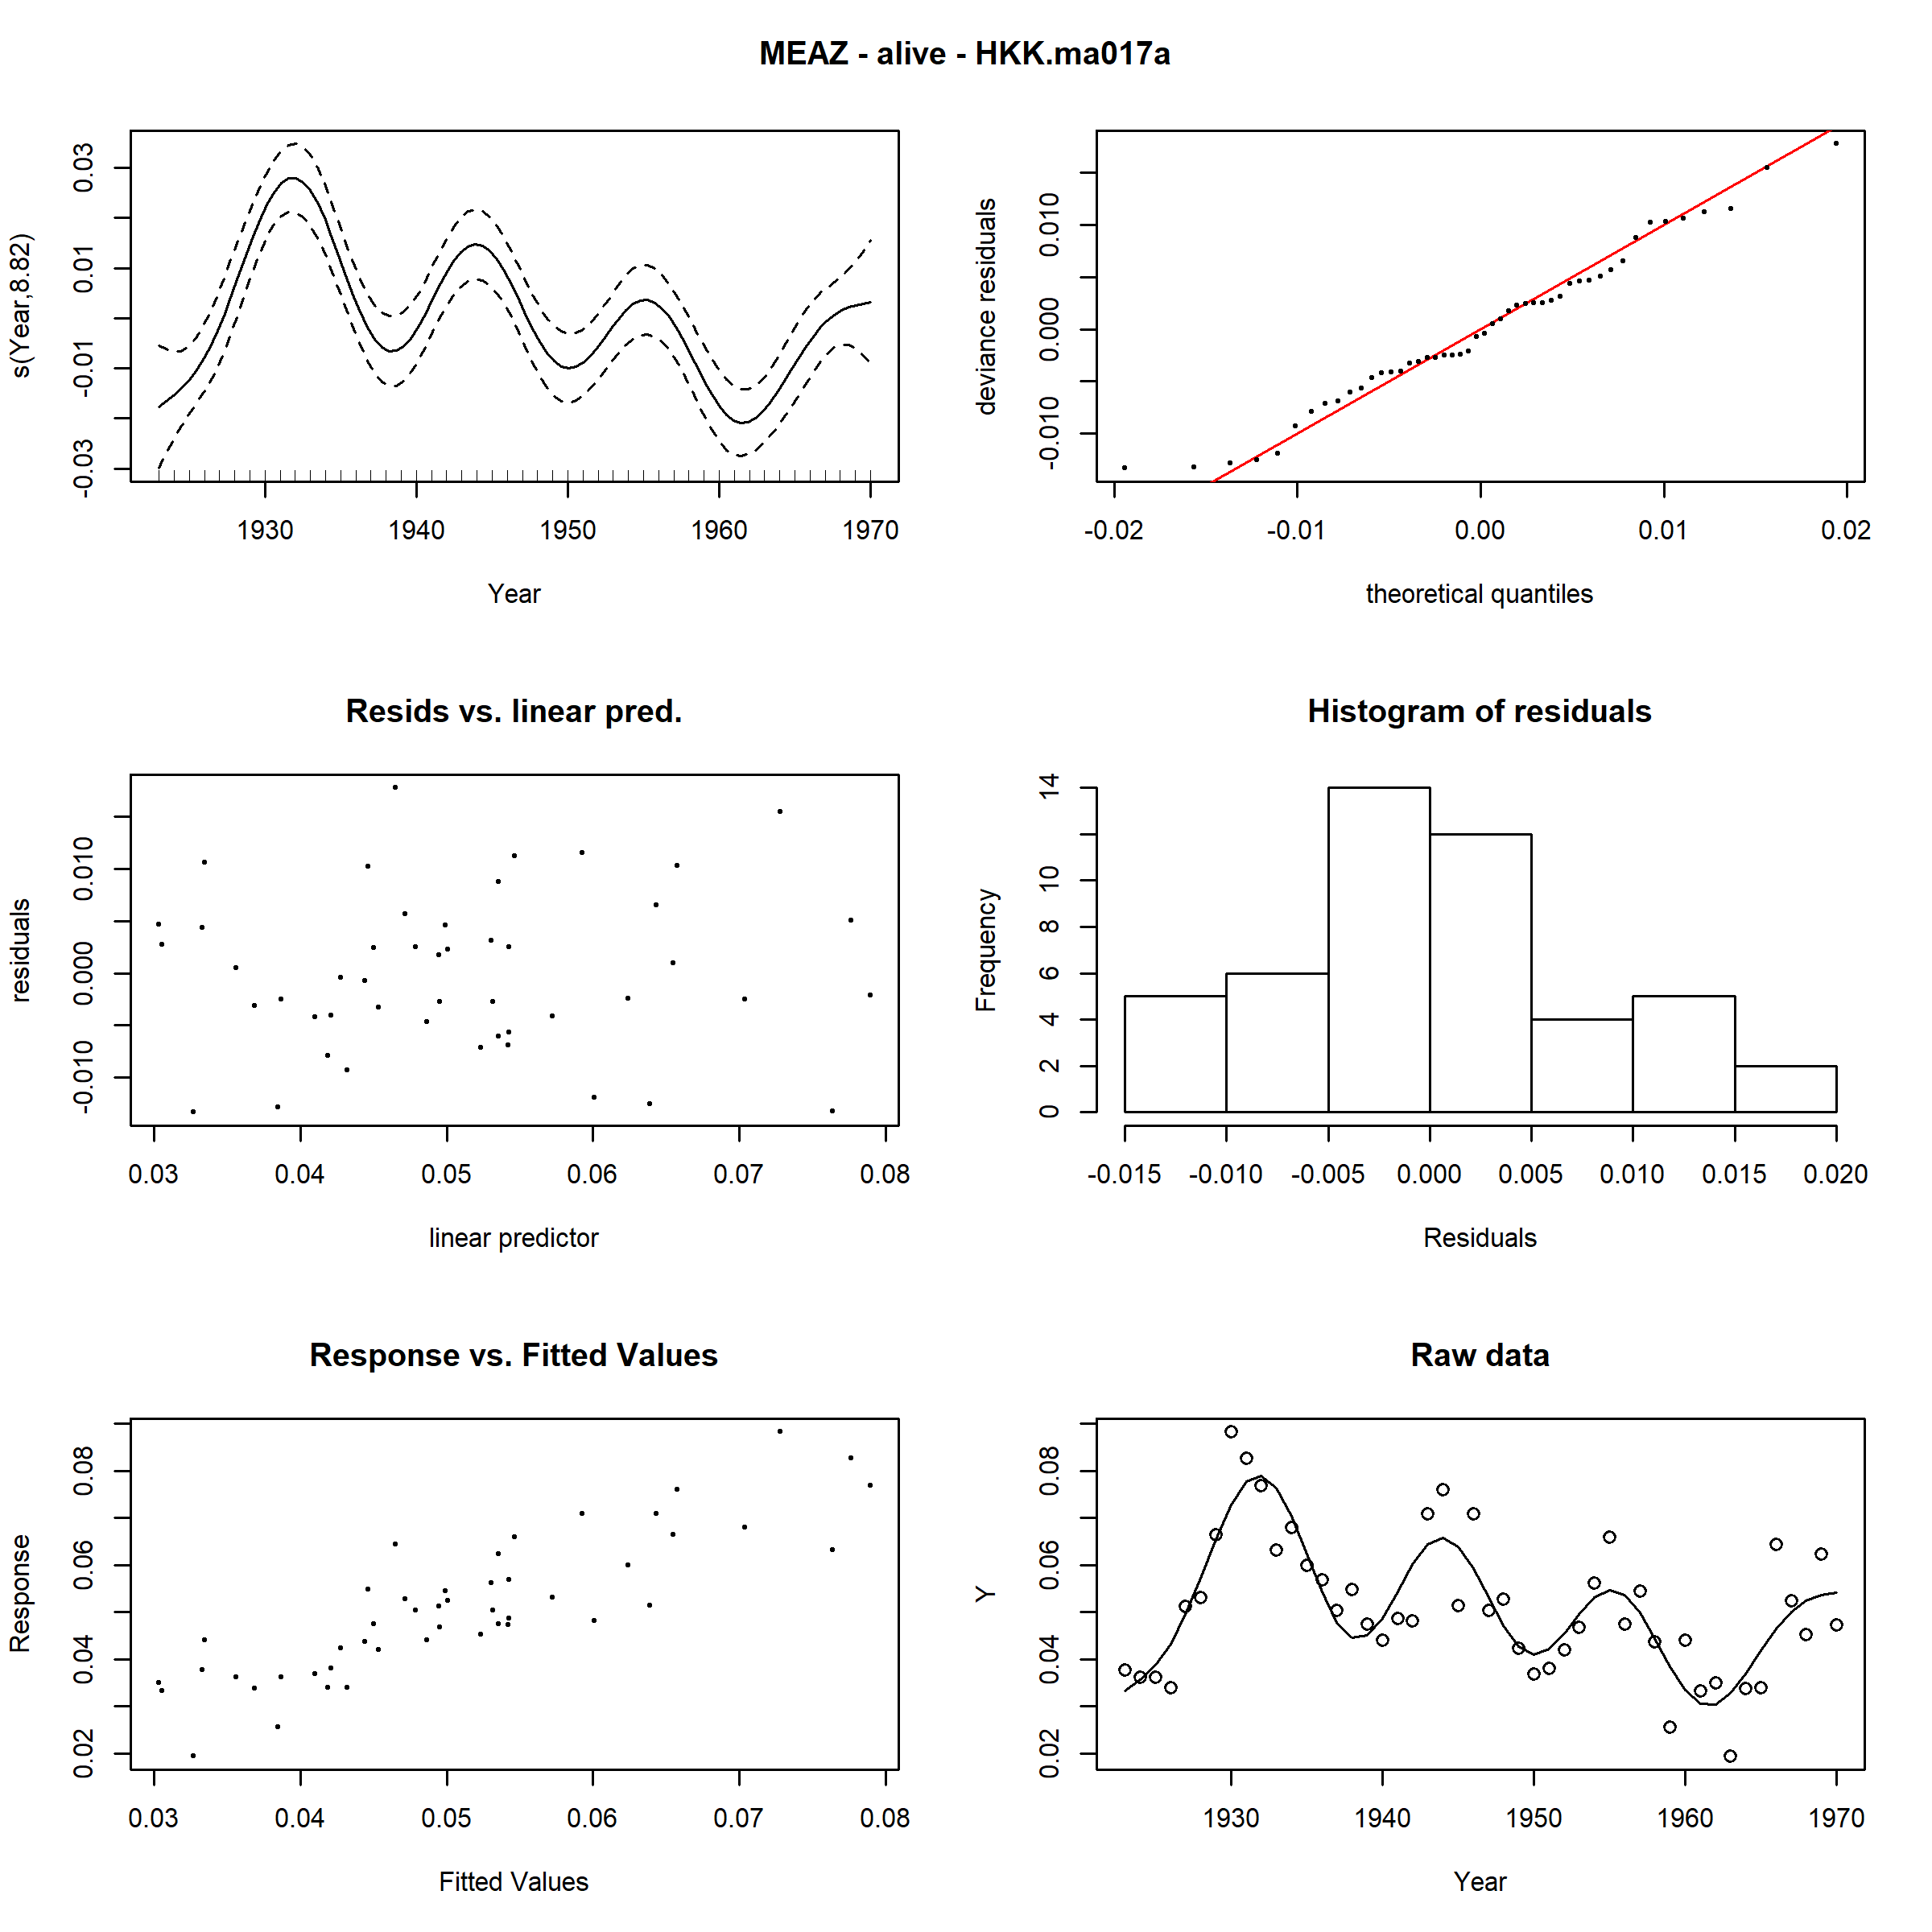 MEAZ - alive - HKK.ma017a
s(Year,8.82)
-0.03 -0.01 0.01 0.03
1930 1940 1950 1960 1970
Year
deviance residuals
-0.010 0.000 0.010
-0.02 -0.01 0.00 0.01 0.02
theoretical quantiles
Resids vs. linear pred.
residuals
-0.010 0.000 0.010
0.03 0.04 0.05 0.06 0.07 0.08
linear predictor
Histogram of residuals
Frequency
0 2 4 6 8 10 14
-0.015 -0.010 -0.005 0.000 0.005 0.010 0.015 0.020
Residuals
Response vs. Fitted Values
Response
0.02 0.04 0.06 0.08
0.03 0.04 0.05 0.06 0.07 0.08
Fitted Values
Raw data
Y
0.02 0.04 0.06 0.08
1930 1940 1950 1960 1970
Year